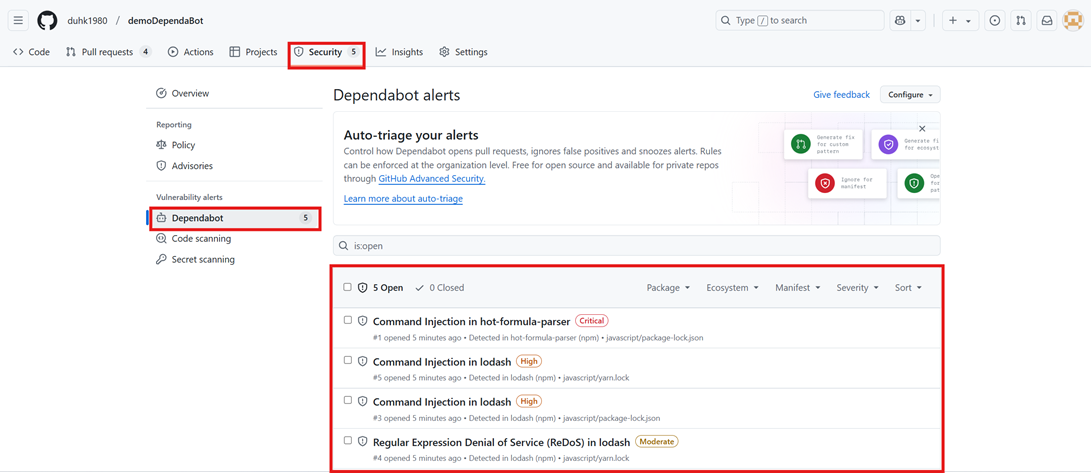 duhk1980 / demoDependaBot Type / to search
Code Pull requests 4 Actions Projects Security 5 Insights Settings
Overview
Reporting
Policy
Advisories
Vulnerability alerts
Dependabot 5
Code scanning
Secret scanning
Dependabot alerts Give feedback Configure
Auto-triage your alerts
Control how Dependabot opens pull requests, ignores false positives and snoozes alerts. Rules
can be enforced at the organization level. Free for open source and available for private repos
through GitHub Advanced Security.
Learn more about auto-triage
Generate fix
for custom
pattern
Generate fi
for ecosyst
Ignore for
manifest
Ope
for
pat
is:open
5 Open 0 Closed Package Ecosystem Manifest Severity Sort
Command Injection in hot-formula-parser Critical
#1 opened 5 minutes ago • Detected in hot-formula-parser (npm) • javascript/package-lock.json
Command Injection in lodash High
#5 opened 5 minutes ago • Detected in lodash (npm) • javascript/yarn.lock
Command Injection in lodash High
#3 opened 5 minutes ago • Detected in lodash (npm) • javascript/package-lock.json
Regular Expression Denial of Service (ReDoS) in lodash Moderate
#4 opened 5 minutes ago • Detected in lodash (npm) • javascript/yarn.lock